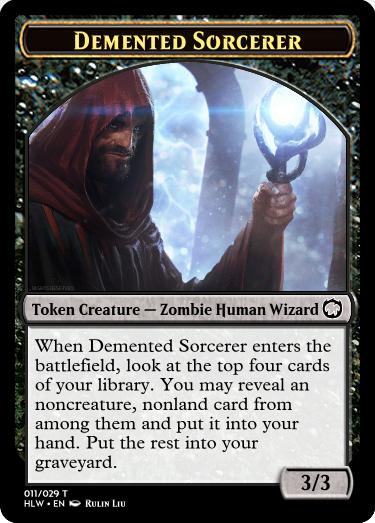 DEMENTED SORCERER
Token Creature — Zombie Human Wizard
When Demented Sorcerer enters the
battlefield, look at the top four cards
of your library. You may reveal an
noncreature, nonland card from
among them and put it into your
hand. Put the rest into your
graveyard.
3/3
011/029 T
HLW • EN RULIN LIU